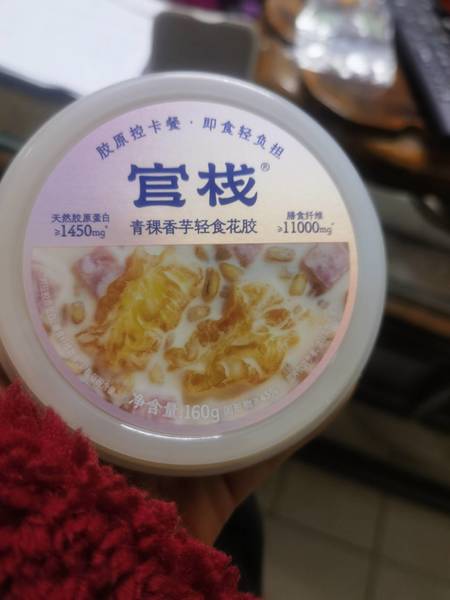 胶原控卡餐·即食轻负担
官栈®
天然胶原蛋白
≥1450mg*
青稞香芋轻食花胶
膳食纤维
≥11000mg*
净含量 160g